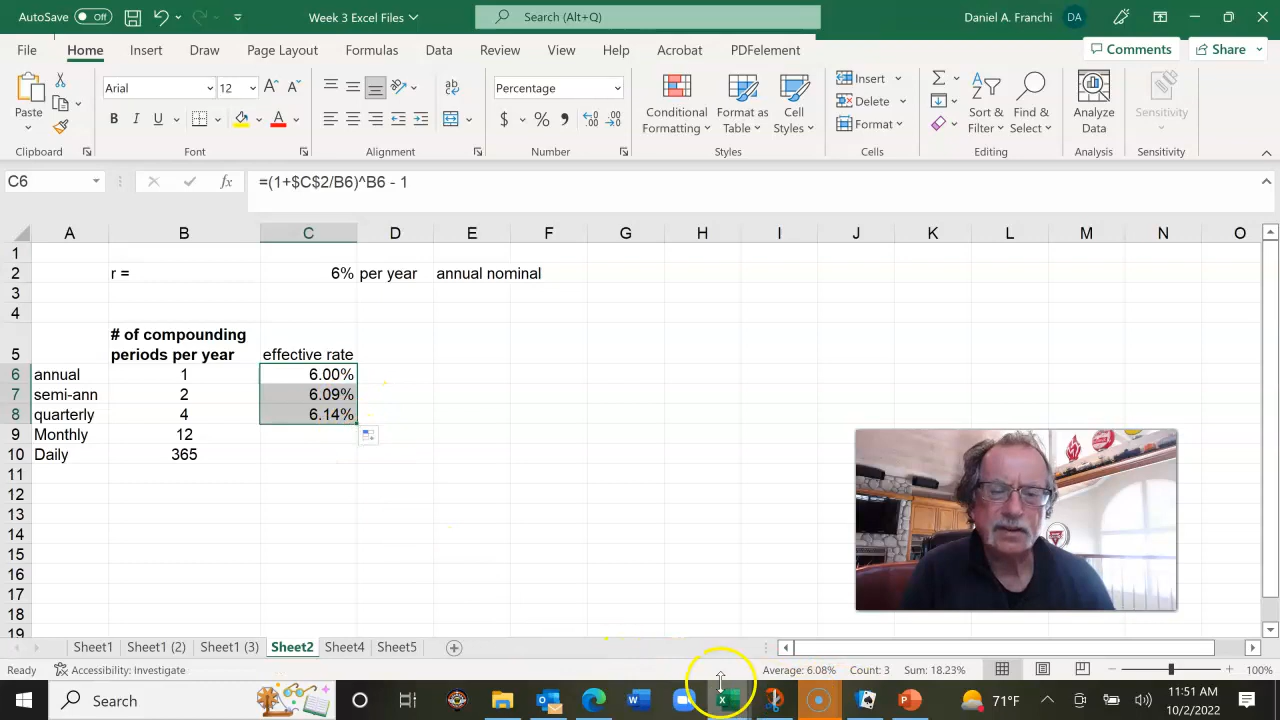 AutoSave Off Week 3 Excel Files Search (Alt+Q) Daniel A. Franchi DA
File Home Insert Draw Page Layout Formulas Data Review View Help Acrobat PDFelement Comments Share
Paste Arial 12 A A ab Percentage Conditional Format as Cell Insert Sort & Find & Analyze Sensitivity
B I U A $ % , Formatting Table Styles Delete Filter Select Data
Format
Clipboard Font Alignment Number Styles Cells Editing Analysis Sensitivity
C6 fx =(1+$C$2/B6)^B6 - 1
A B C D E F G H I J K L M N O
1
2 r = 6% per year annual nominal
3
4
# of compounding
5 periods per year effective rate
6 annual 1 6.00%
7 semi-ann 2 6.09%
8 quarterly 4 6.14%
9 Monthly 12
10 Daily 365
11
12
13
14
15
16
17
18
19
Sheet1 Sheet1 (2) Sheet1 (3) Sheet2 Sheet4 Sheet5
Ready Accessibility: Investigate Average: 6.08% Count: 3 Sum: 18.23% 100%
Search 71°F 11:51 AM
10/2/2022